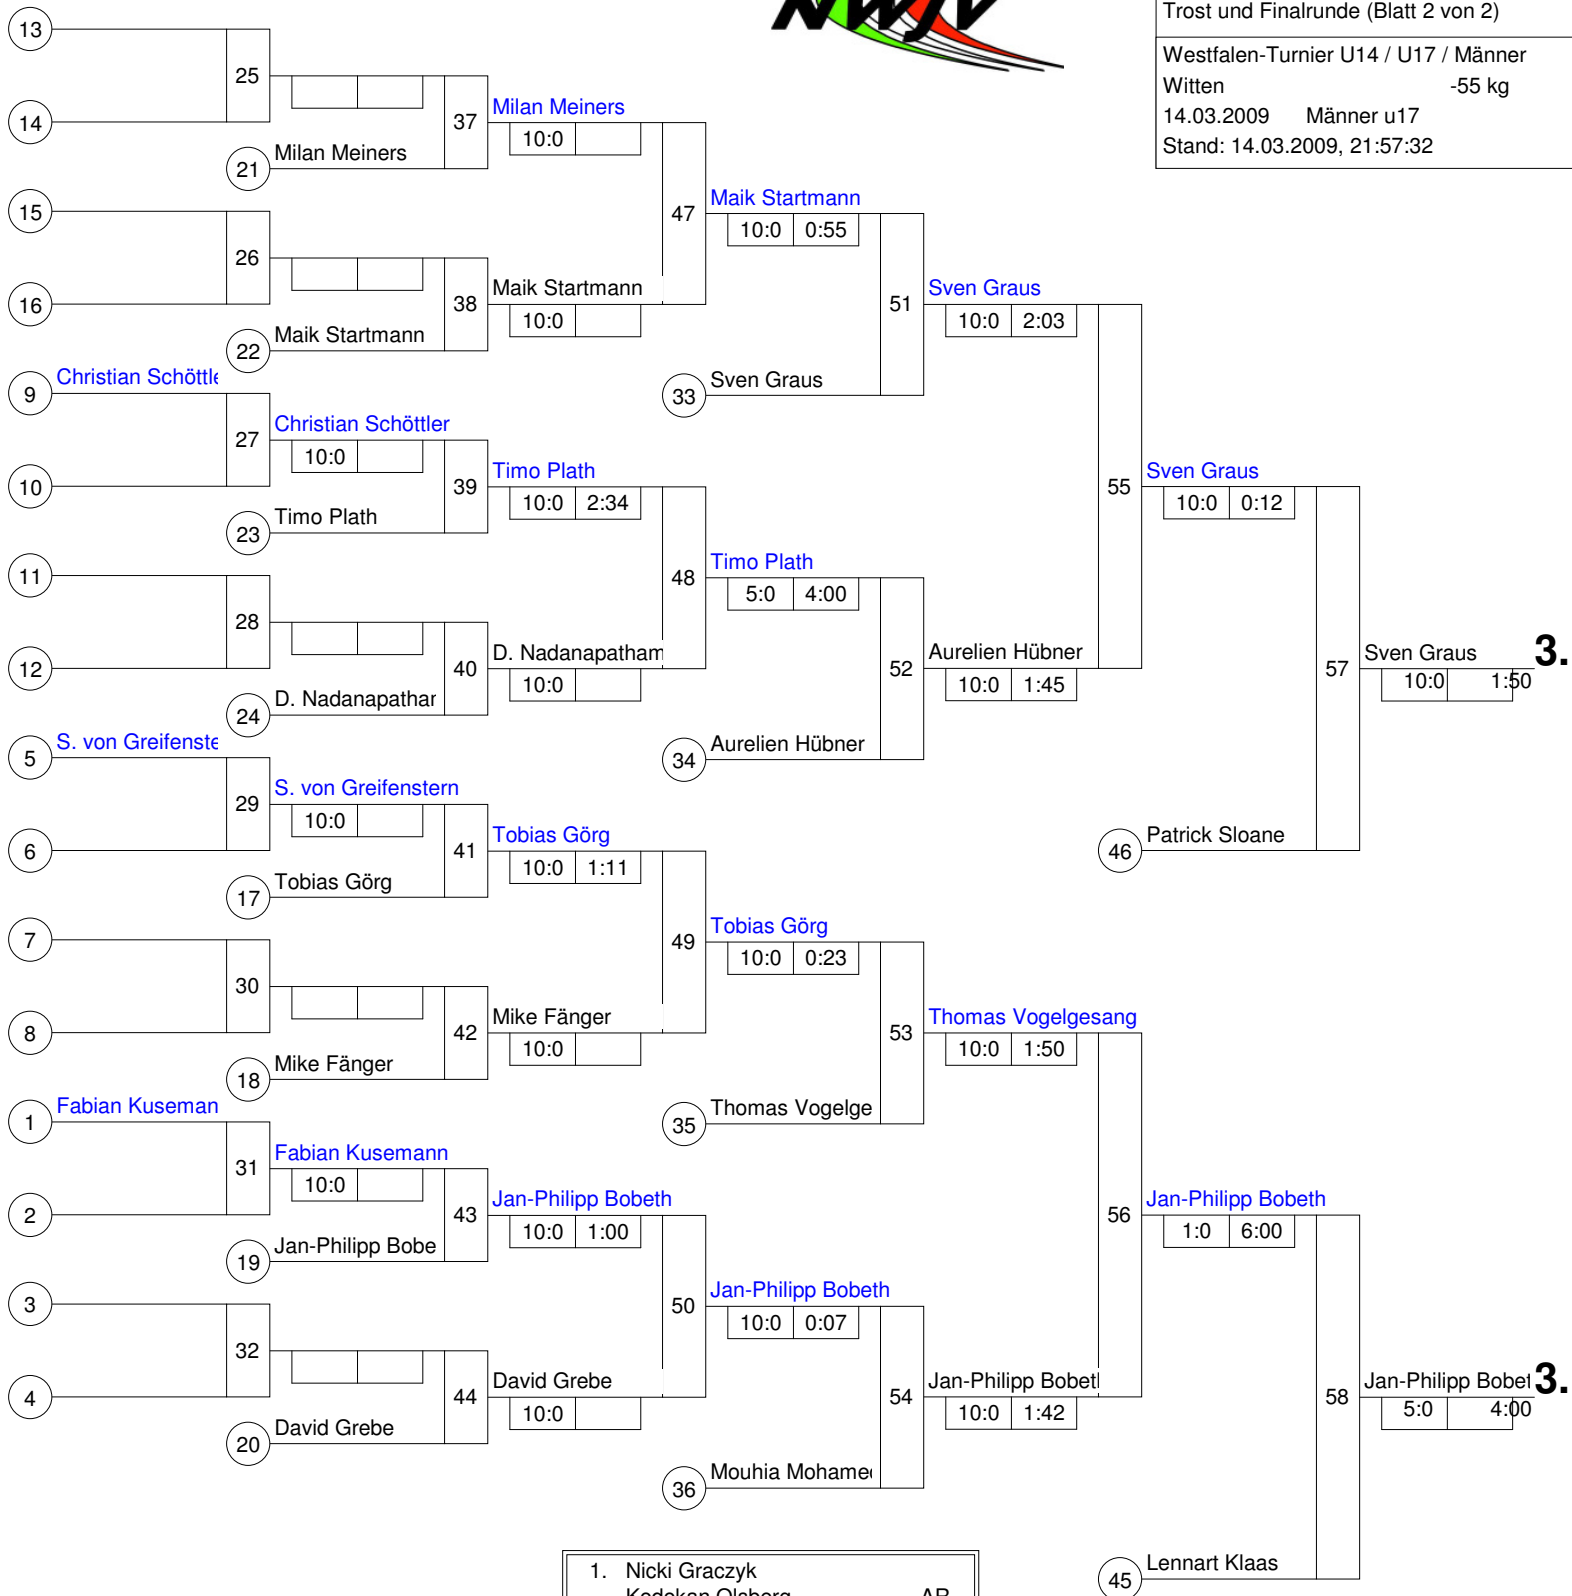 NWJV
Trost und Finalrunde (Blatt 2 von 2)
Westfalen-Turnier U14 / U17 / Männer
Witten -55 kg
14.03.2009 Männer u17
Stand: 14.03.2009, 21:57:32
13
25
14
37 Milan Meiners
10:0
21 Milan Meiners
15
47 Maik Startmann
10:0 0:55
26
16
38 Maik Startmann
10:0
22 Maik Startmann
51 Sven Graus
10:0 2:03
33 Sven Graus
9 Christian Schöttle
27 Christian Schöttler
10:0
10
39 Timo Plath
10:0 2:34
23 Timo Plath
55 Sven Graus
10:0 0:12
11
48 Timo Plath
5:0 4:00
28
12
40 D. Nadanapatham
10:0
24 D. Nadanapathar
52 Aurelien Hübner
10:0 1:45
34 Aurelien Hübner
57 Sven Graus 3.
10:0 1:50
5 S. von Greifenste
29 S. von Greifenstern
10:0
6
41 Tobias Görg
10:0 1:11
17 Tobias Görg
46 Patrick Sloane
7
49 Tobias Görg
10:0 0:23
30
8
42 Mike Fänger
10:0
18 Mike Fänger
53 Thomas Vogelgesang
10:0 1:50
35 Thomas Vogelge
1 Fabian Kuseman
31 Fabian Kusemann
10:0
2
43 Jan-Philipp Bobeth
10:0 1:00
19 Jan-Philipp Bobe
56 Jan-Philipp Bobeth
1:0 6:00
3
50 Jan-Philipp Bobeth
10:0 0:07
32
4
44 David Grebe
10:0
20 David Grebe
54 Jan-Philipp Bobetl
10:0 1:42
36 Mouhia Mohame
58 Jan-Philipp Bobet 3.
5:0 4:00
45 Lennart Klaas
1. Nicki Graczyk
Kodokan Olsberg AR